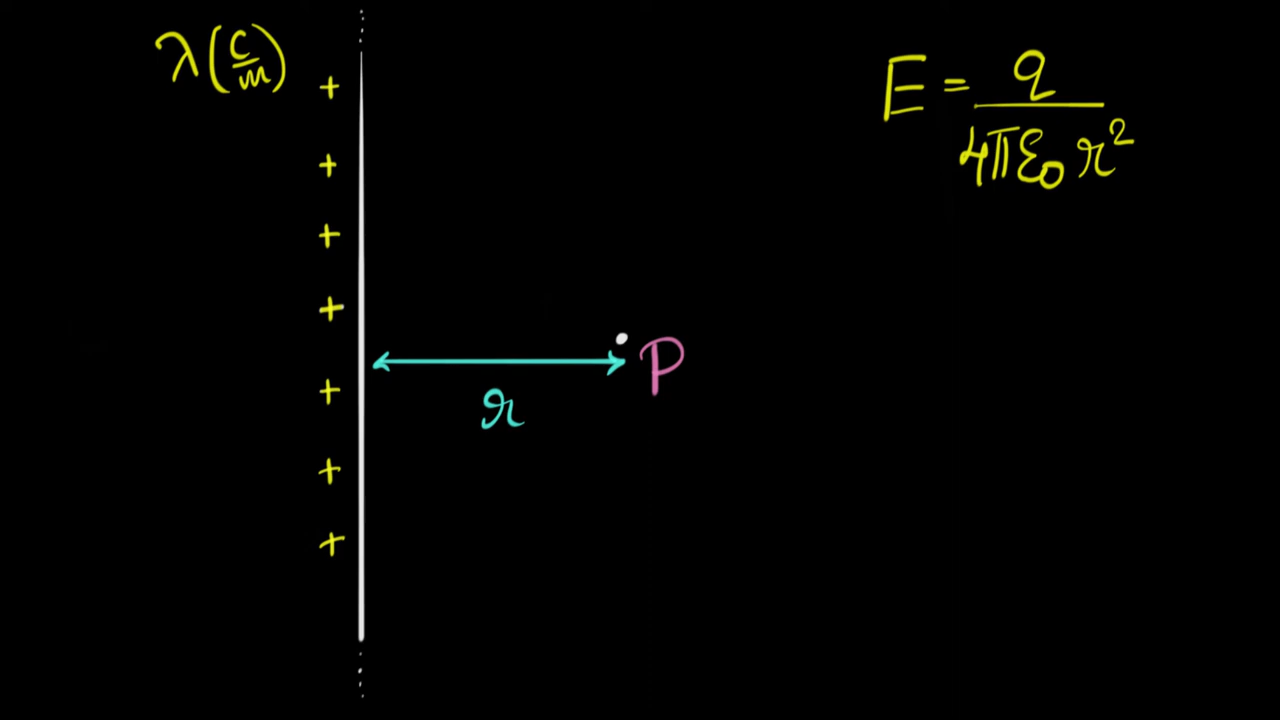 λ(C/m)
E = q/4πε₀r²
+
+
+
+
+
+
+
P
r